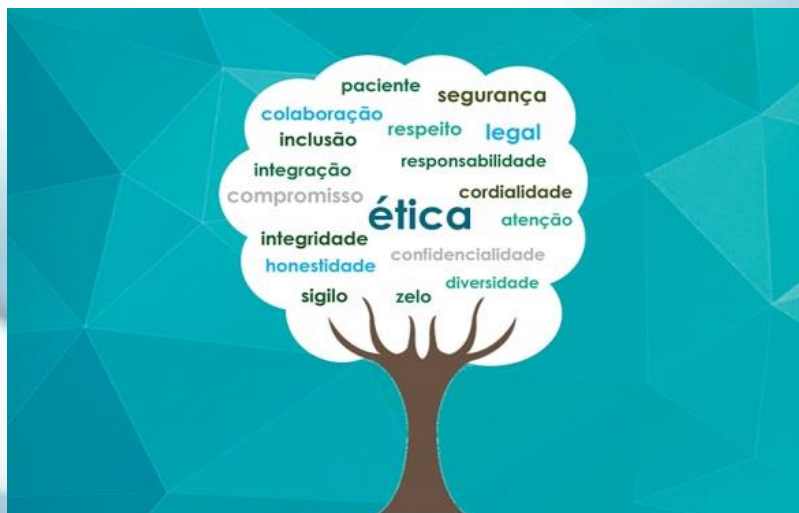 paciente
segurança
colaboração
respeito
legal
inclusão
responsabilidade
integração
cordialidade
compromisso
ética
atenção
integridade
confidencialidade
honestidade
diversidade
sigilo
zelo